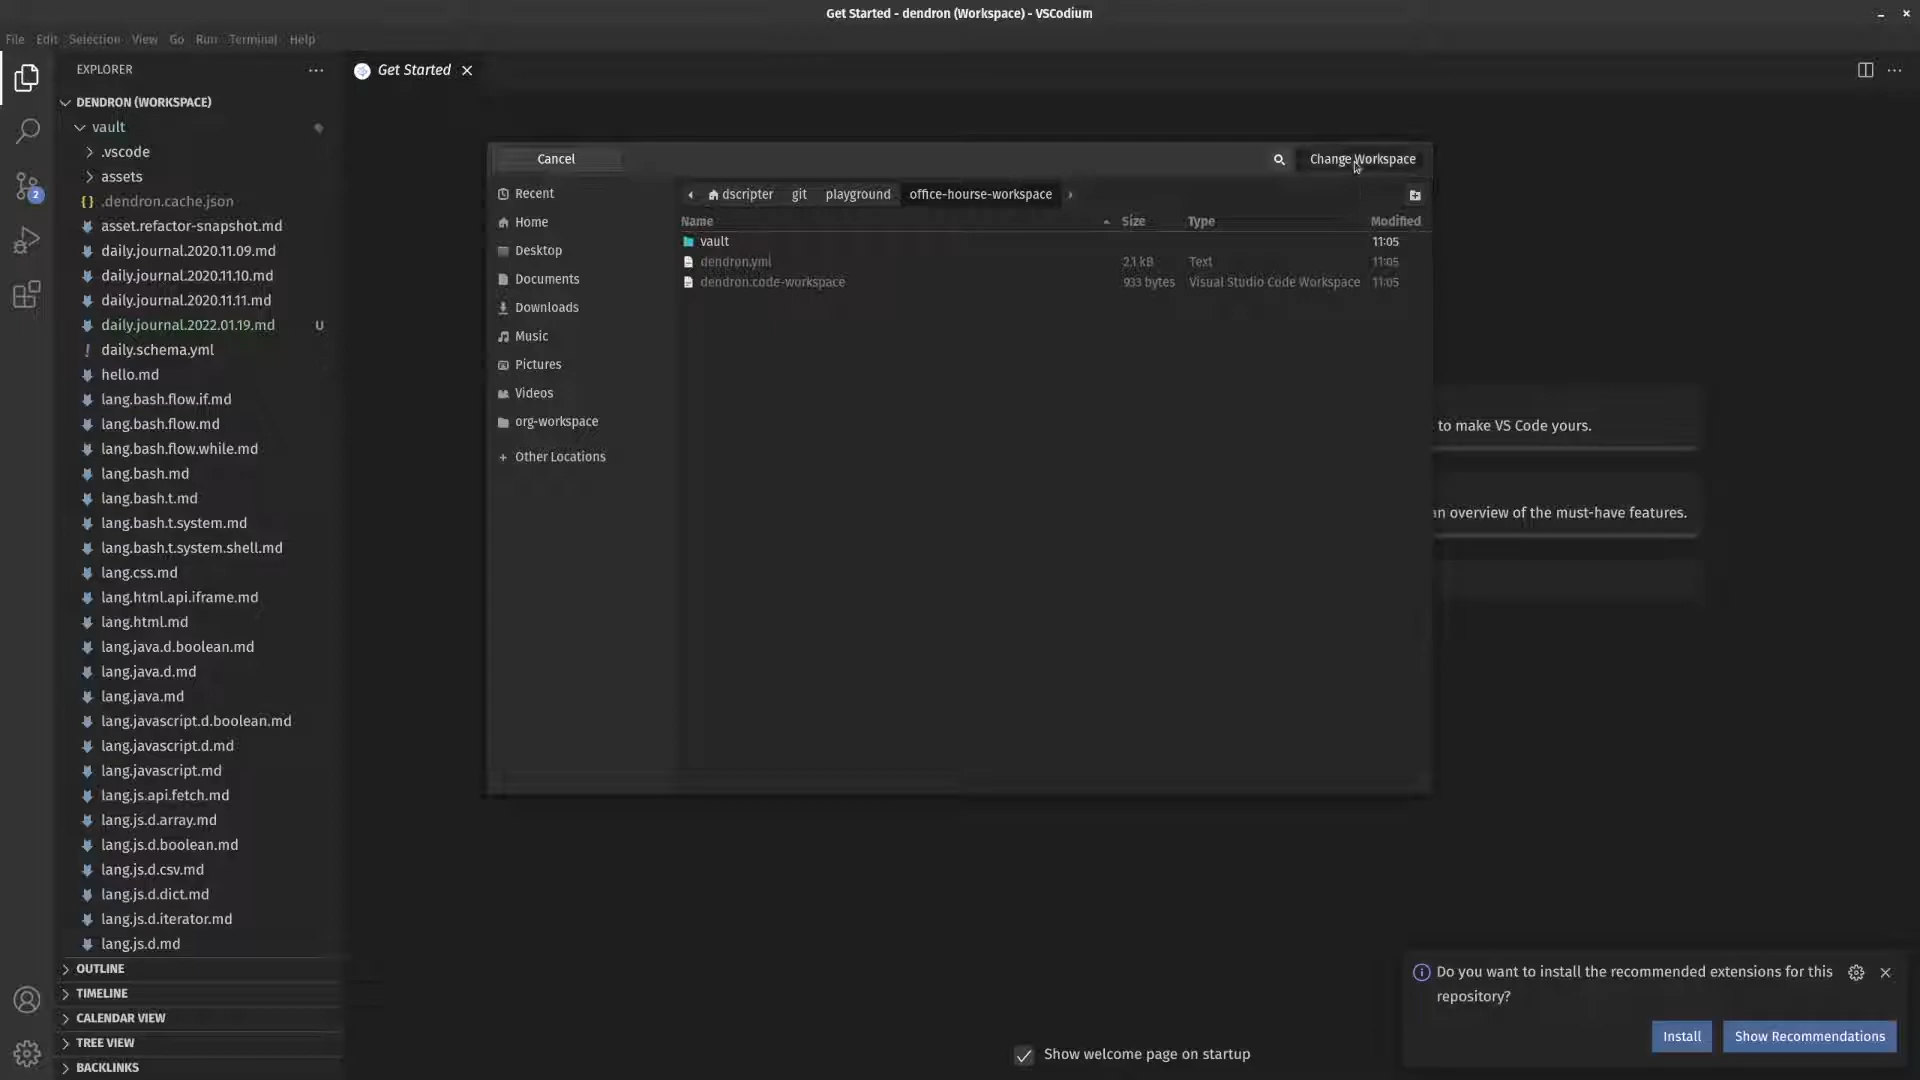 Get Started - dendron (Workspace) - VSCodium
File Edit Selection View Go Run Terminal Help
EXPLORER
Get Started
DENDRON (WORKSPACE)
vault
.vscode
assets
.dendron.cache.json
asset.refactor-snapshot.md
daily.journal.2020.11.09.md
daily.journal.2020.11.10.md
daily.journal.2020.11.11.md
daily.journal.2022.01.19.md U
daily.schema.yml
hello.md
lang.bash.flow.if.md
lang.bash.flow.md
lang.bash.flow.while.md
lang.bash.md
lang.bash.t.md
lang.bash.t.system.md
lang.bash.t.system.shell.md
lang.css.md
lang.html.api.iframe.md
lang.html.md
lang.java.d.boolean.md
lang.java.d.md
lang.java.md
lang.javascript.d.boolean.md
lang.javascript.d.md
lang.javascript.md
lang.js.api.fetch.md
lang.js.d.array.md
lang.js.d.boolean.md
lang.js.d.csv.md
lang.js.d.dict.md
lang.js.d.iterator.md
lang.js.d.md
OUTLINE
TIMELINE
CALENDAR VIEW
TREE VIEW
BACKLINKS
2
Cancel
Change Workspace
Recent
Home
Desktop
Documents
Downloads
Music
Pictures
Videos
org-workspace
Other Locations
dscripter git playground office-hourse-workspace
Name Size Type Modified
vault 11:05
dendron.yml 2.1 kB Text 11:05
dendron.code-workspace 933 bytes Visual Studio Code Workspace 11:05
to make VS Code yours.
an overview of the must-have features.
Show welcome page on startup
Do you want to install the recommended extensions for this
repository?
Install
Show Recommendations